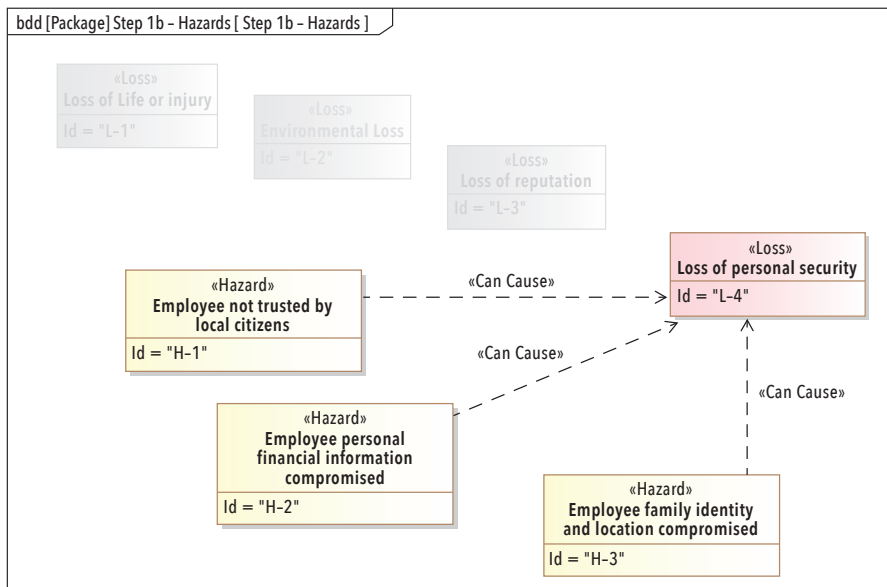 bdd [Package] Step 1b – Hazards [ Step 1b – Hazards ]
«Loss»
Loss of Life or injury
Id = "L–1"
«Loss»
Environmental Loss
Id = "L–2"
«Loss»
Loss of reputation
Id = "L–3"
«Loss»
Loss of personal security
Id = "L–4"
«Hazard»
Employee not trusted by
local citizens
Id = "H–1"
«Can Cause»
«Can Cause»
«Can Cause»
«Hazard»
Employee personal
financial information
compromised
Id = "H–2"
«Hazard»
Employee family identity
and location compromised
Id = "H–3"